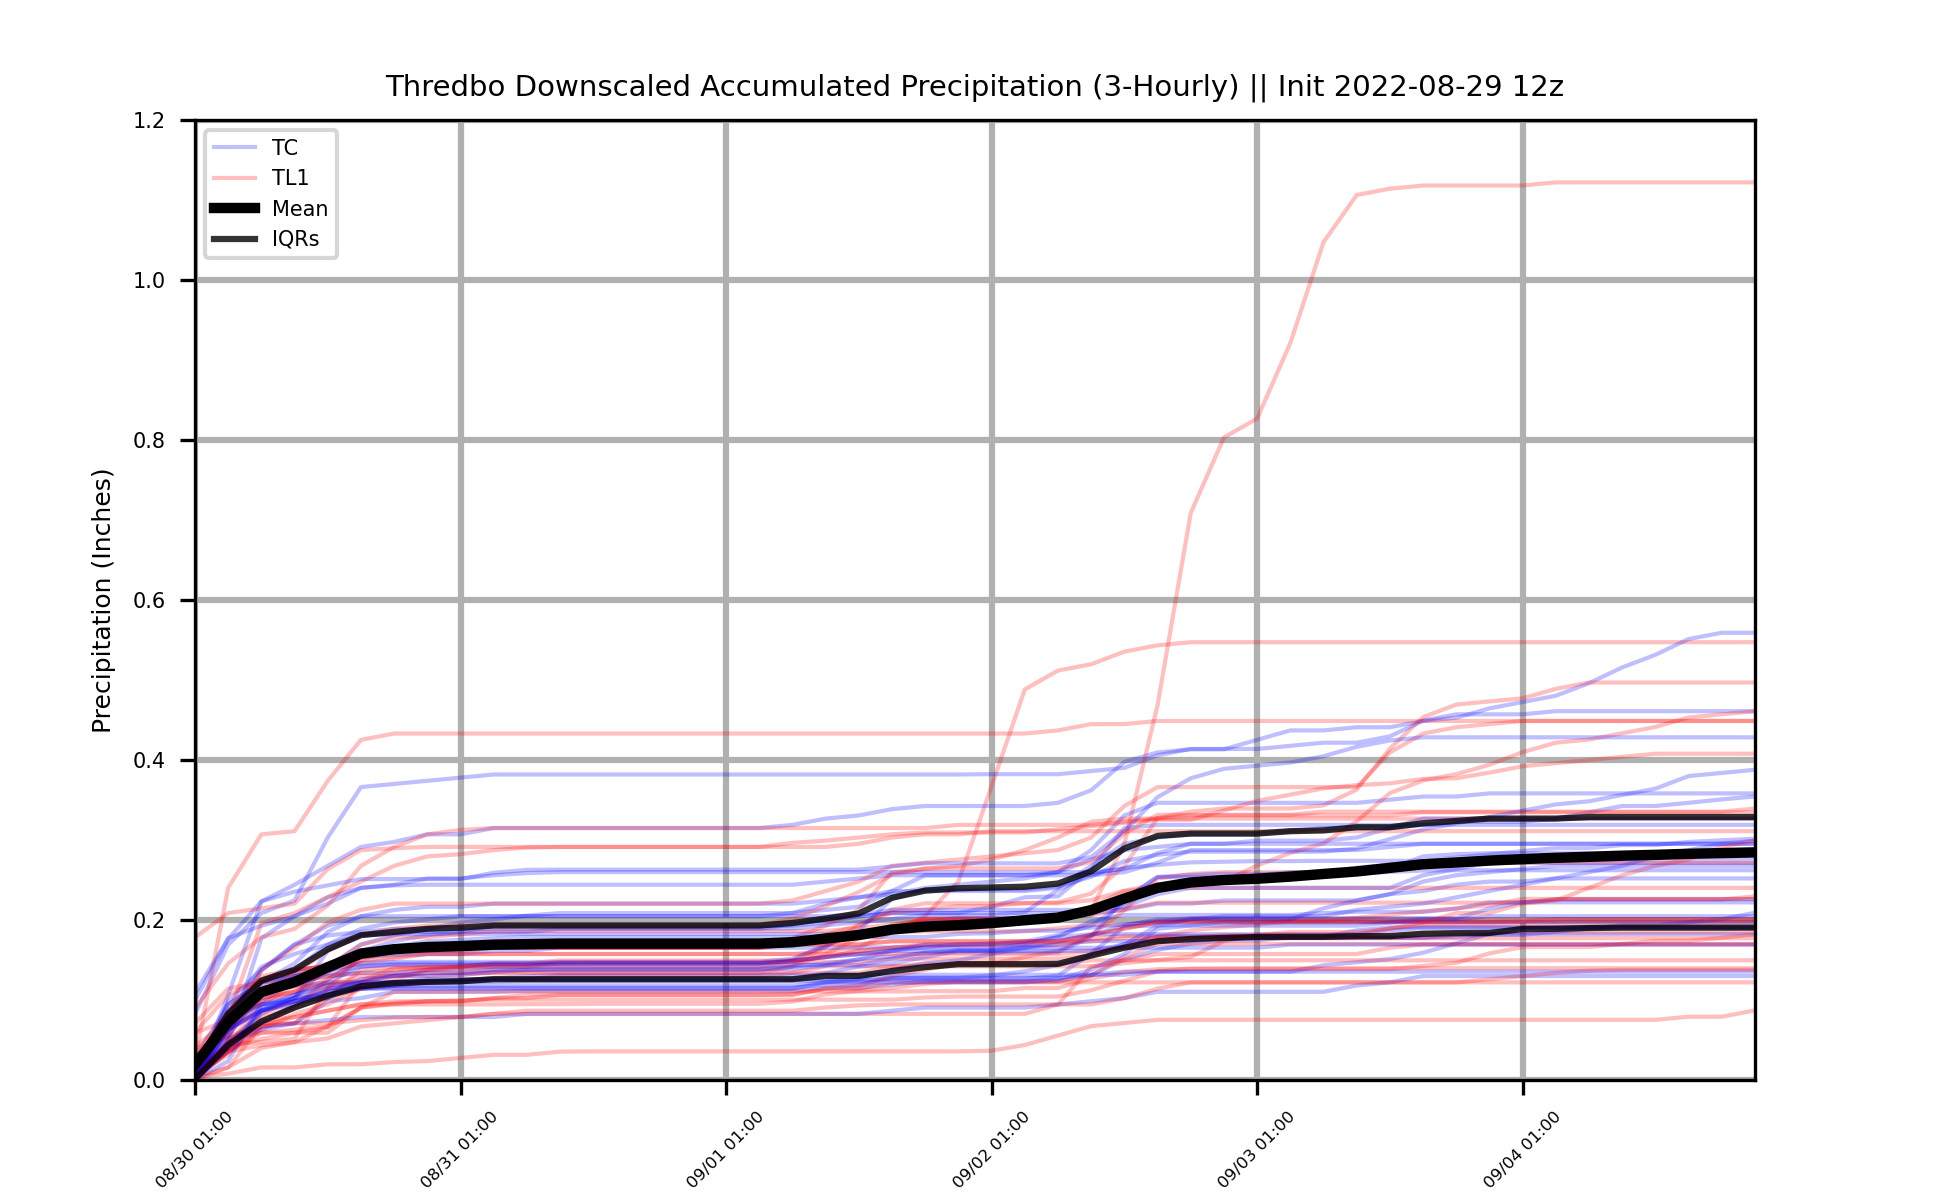 Thredbo Downscaled Accumulated Precipitation (3-Hourly) || Init 2022-08-29 12z
Precipitation (Inches)
1.2
1.0
0.8
0.6
0.4
0.2
0.0
TC
TL1
Mean
IQRs
08/30 01:00
08/31 01:00
09/01 01:00
09/02 01:00
09/03 01:00
09/04 01:00